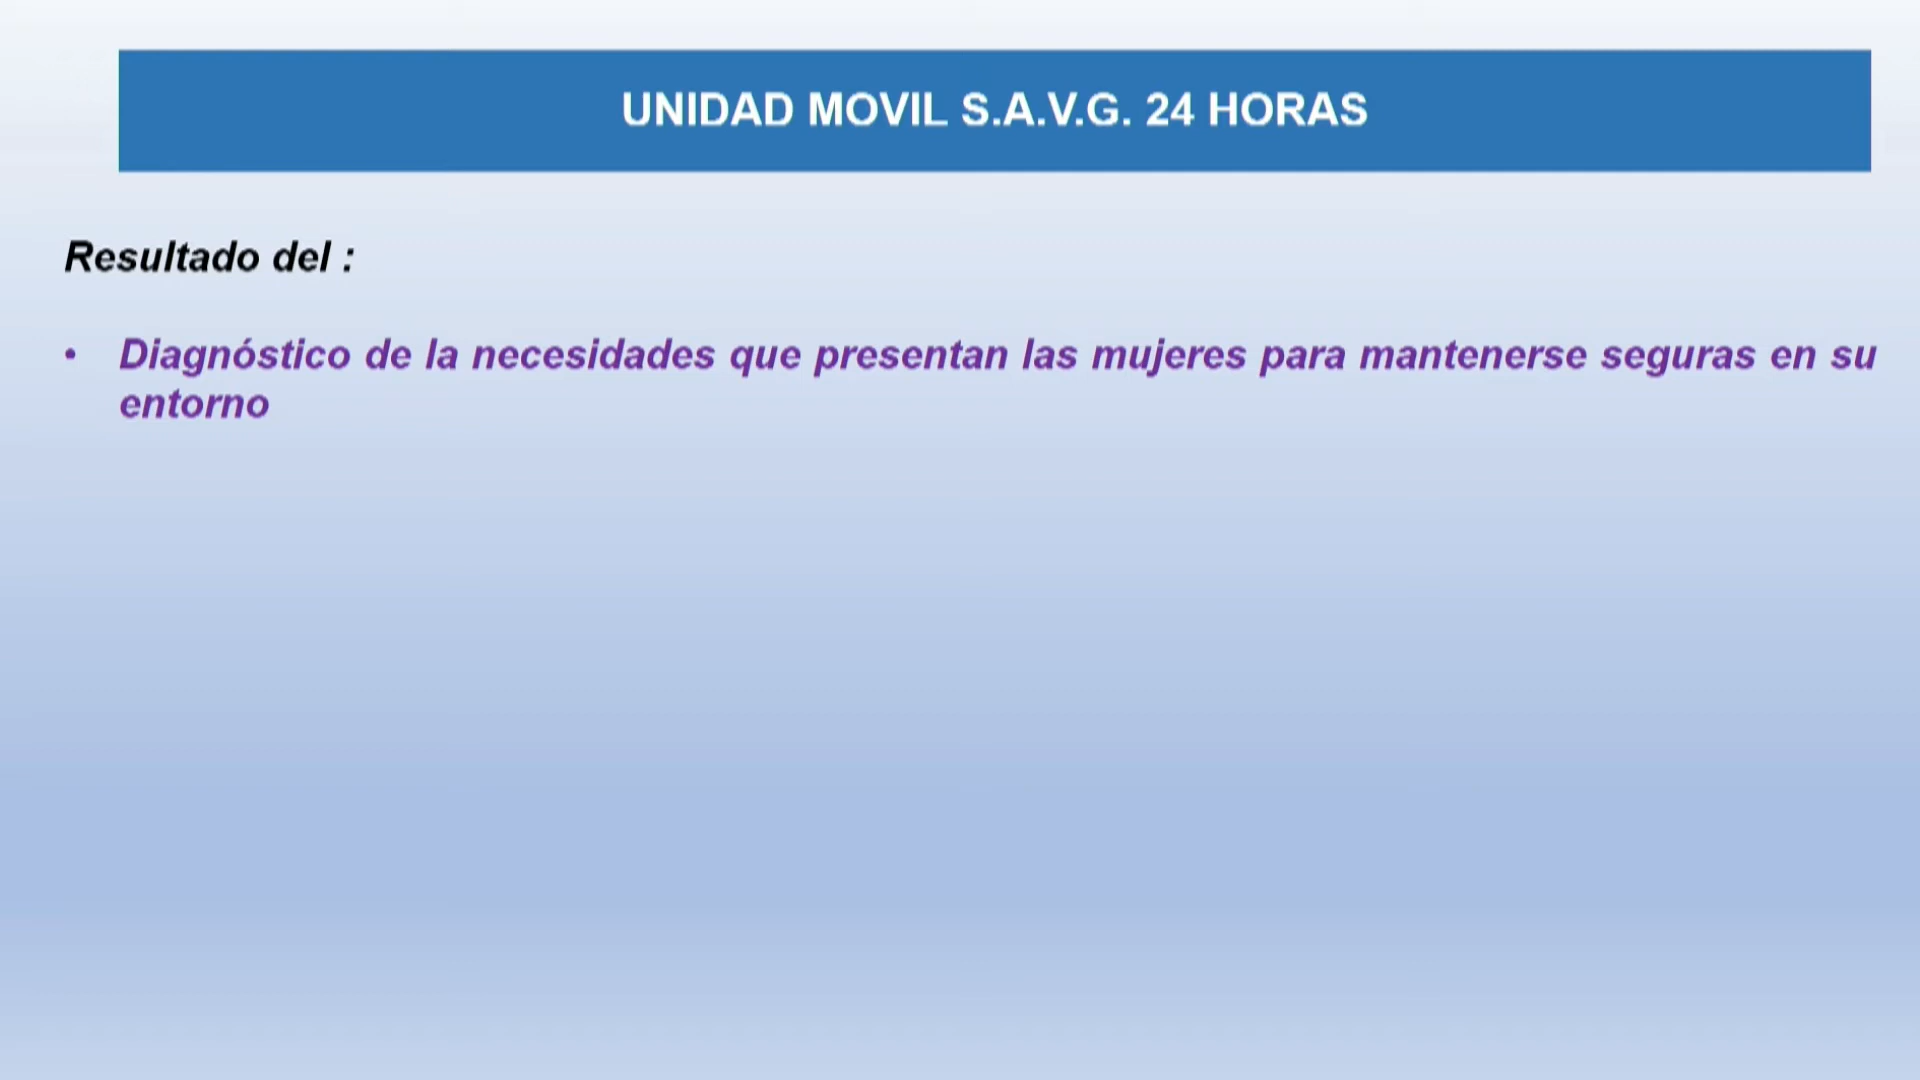 UNIDAD MOVIL S.A.V.G. 24 HORAS
Resultado del :
• Diagnóstico de la necesidades que presentan las mujeres para mantenerse seguras en su
entorno